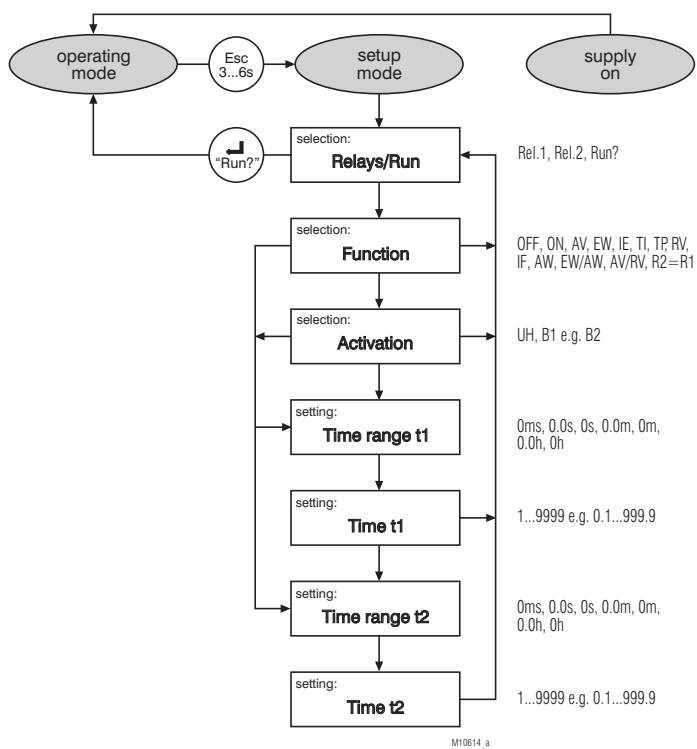 operating
mode
Esc
3...6s
setup
mode
supply
on
"Run?"
selection:
Relays/Run
Rel.1, Rel.2, Run?
selection:
Function
OFF, ON, AV, EW, IE, TI, TP, RV,
IF, AW, EW/AW, AV/RV, R2=R1
selection:
Activation
UH, B1 e.g. B2
setting:
Time range t1
0ms, 0.0s, 0s, 0.0m, 0m,
0.0h, 0h
setting:
Time t1
1...9999 e.g. 0.1...999.9
setting:
Time range t2
0ms, 0.0s, 0s, 0.0m, 0m,
0.0h, 0h
setting:
Time t2
1...9999 e.g. 0.1...999.9
M10614_a